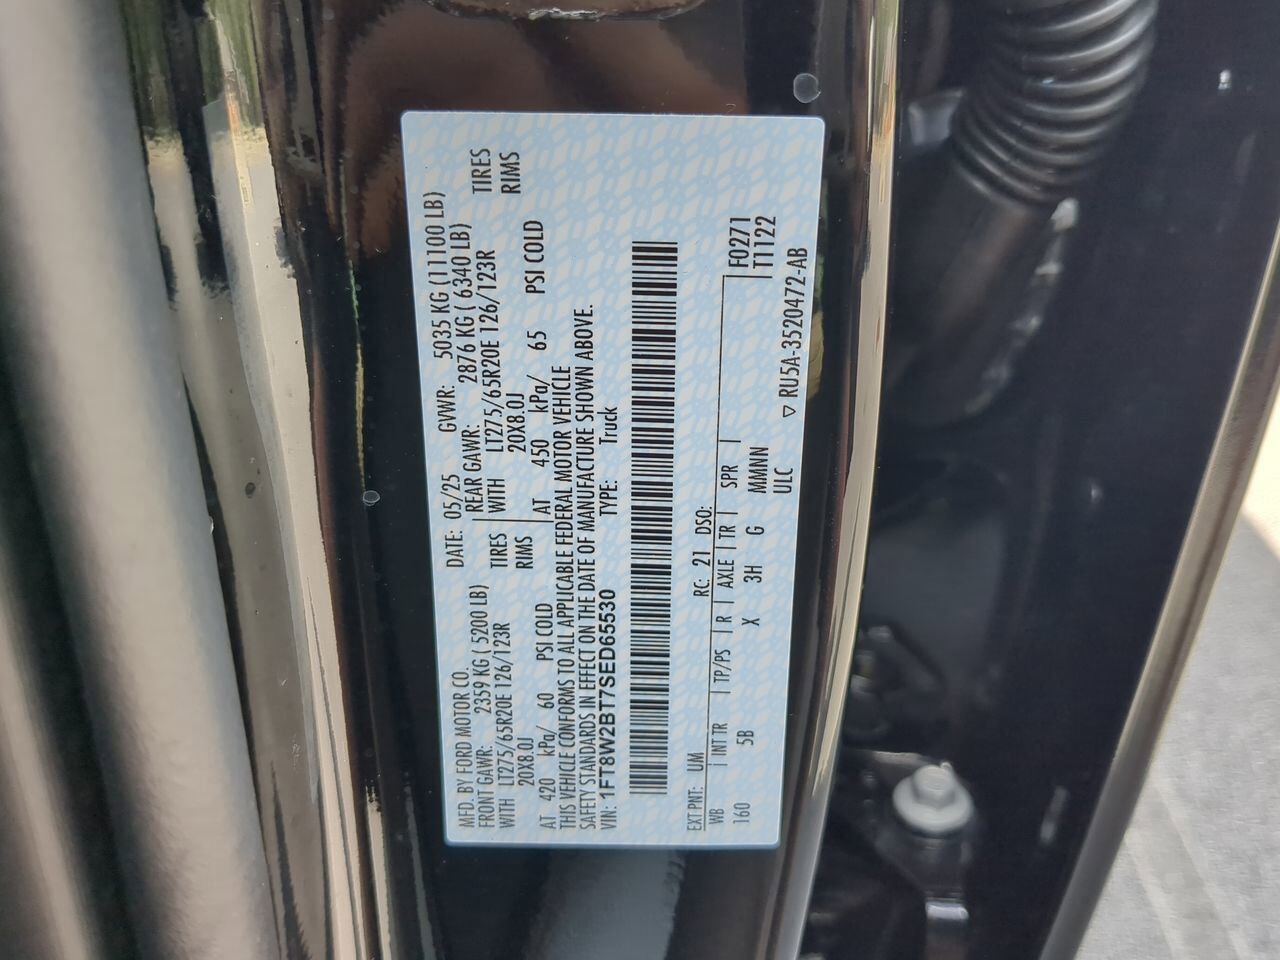 MFD. BY FORD MOTOR CO.
DATE: 05/25 GVWR: 5035 KG (11100 LB)
FRONT GAWR: 2359 KG ( 5200 LB) REAR GAWR: 2876 KG ( 6340 LB)
WITH LT275/65R20E 126/123R TIRES WITH LT275/65R20E 126/123R TIRES
20X8.0J RIMS 20X8.0J RIMS
AT 420 kPa/ 60 PSI COLD AT 450 kPa/ 65 PSI COLD
THIS VEHICLE CONFORMS TO ALL APPLICABLE FEDERAL MOTOR VEHICLE
SAFETY STANDARDS IN EFFECT ON THE DATE OF MANUFACTURE SHOWN ABOVE.
VIN: 1FT8W2BT7SED65530 TYPE: Truck
EXT PNT: UM RC: 21 DSO:
WB INT TR TP/PS R AXLE TR SPR F0271
160 5B X 3H G MMNN T1122
ULC
▽ RU5A-3520472-AB